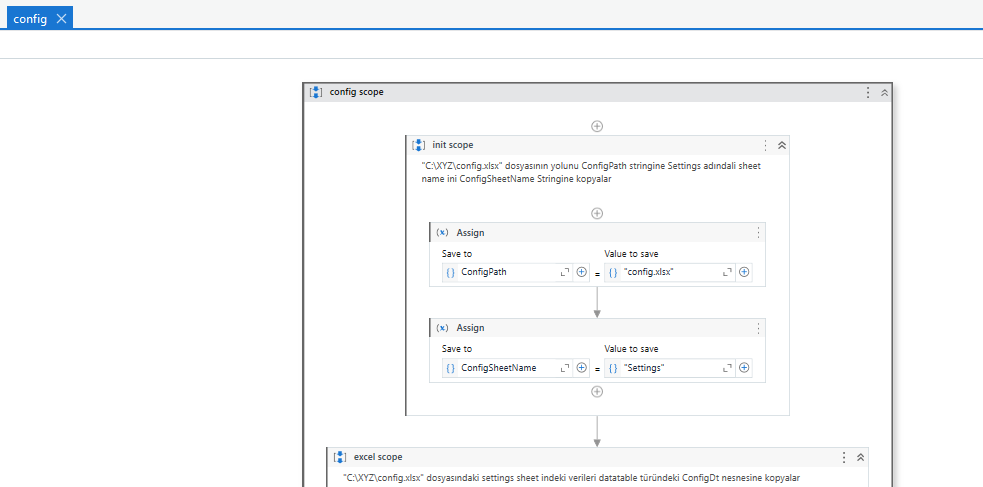 config
config scope
init scope
"C:\XYZ\config.xlsx" dosyasının yolunu ConfigPath stringine Settings adındali sheet
name ini ConfigSheetName Stringine kopyalar
(x) Assign
Save to Value to save
{} ConfigPath = {} "config.xlsx"
(x) Assign
Save to Value to save
{} ConfigSheetName = {} "Settings"
excel scope
"C:\XYZ\config.xlsx" dosyasındaki settings sheet indeki verileri datatable türündeki ConfigDt nesnesine kopyalar